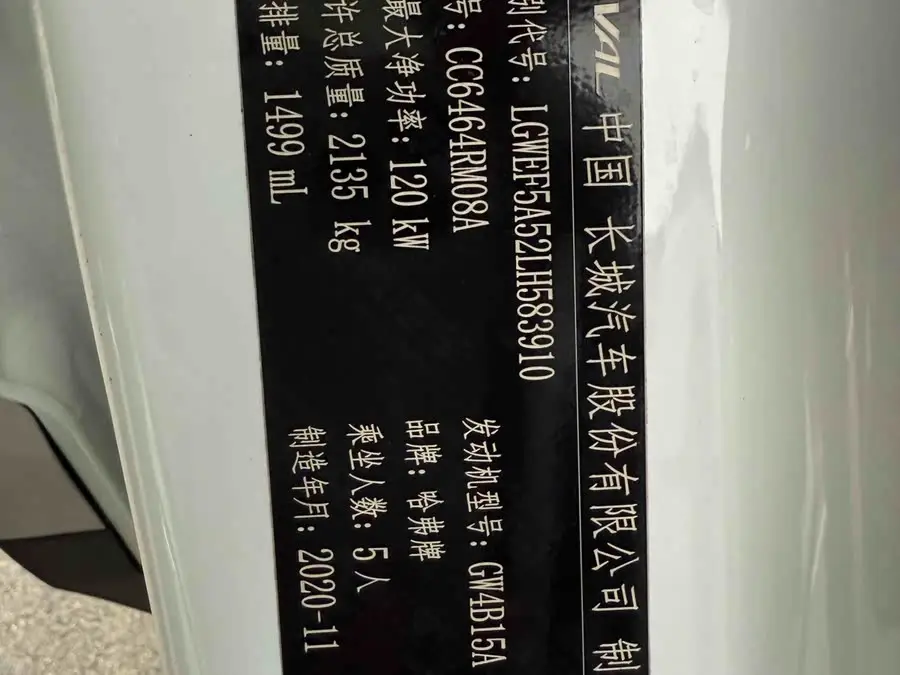 VAL
中国 长城汽车股份有限公司 制
别代号: LGWEF5A52LH583910
号: CC6464RM08A 发动机型号: GW4B15A
最大净功率: 120 kW 品牌: 哈弗牌
许总质量: 2135 kg 乘坐人数: 5人
排量: 1499 mL 制造年月: 2020-11